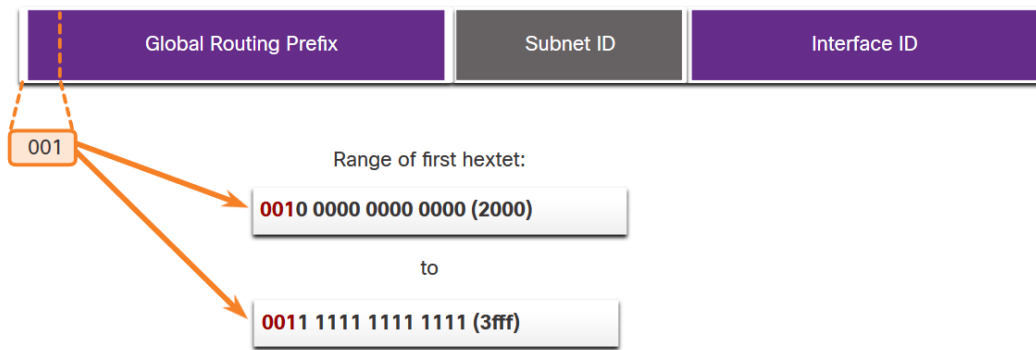 Global Routing Prefix Subnet ID Interface ID
001
Range of first hextet:
0010 0000 0000 0000 (2000)
to
0011 1111 1111 1111 (3fff)